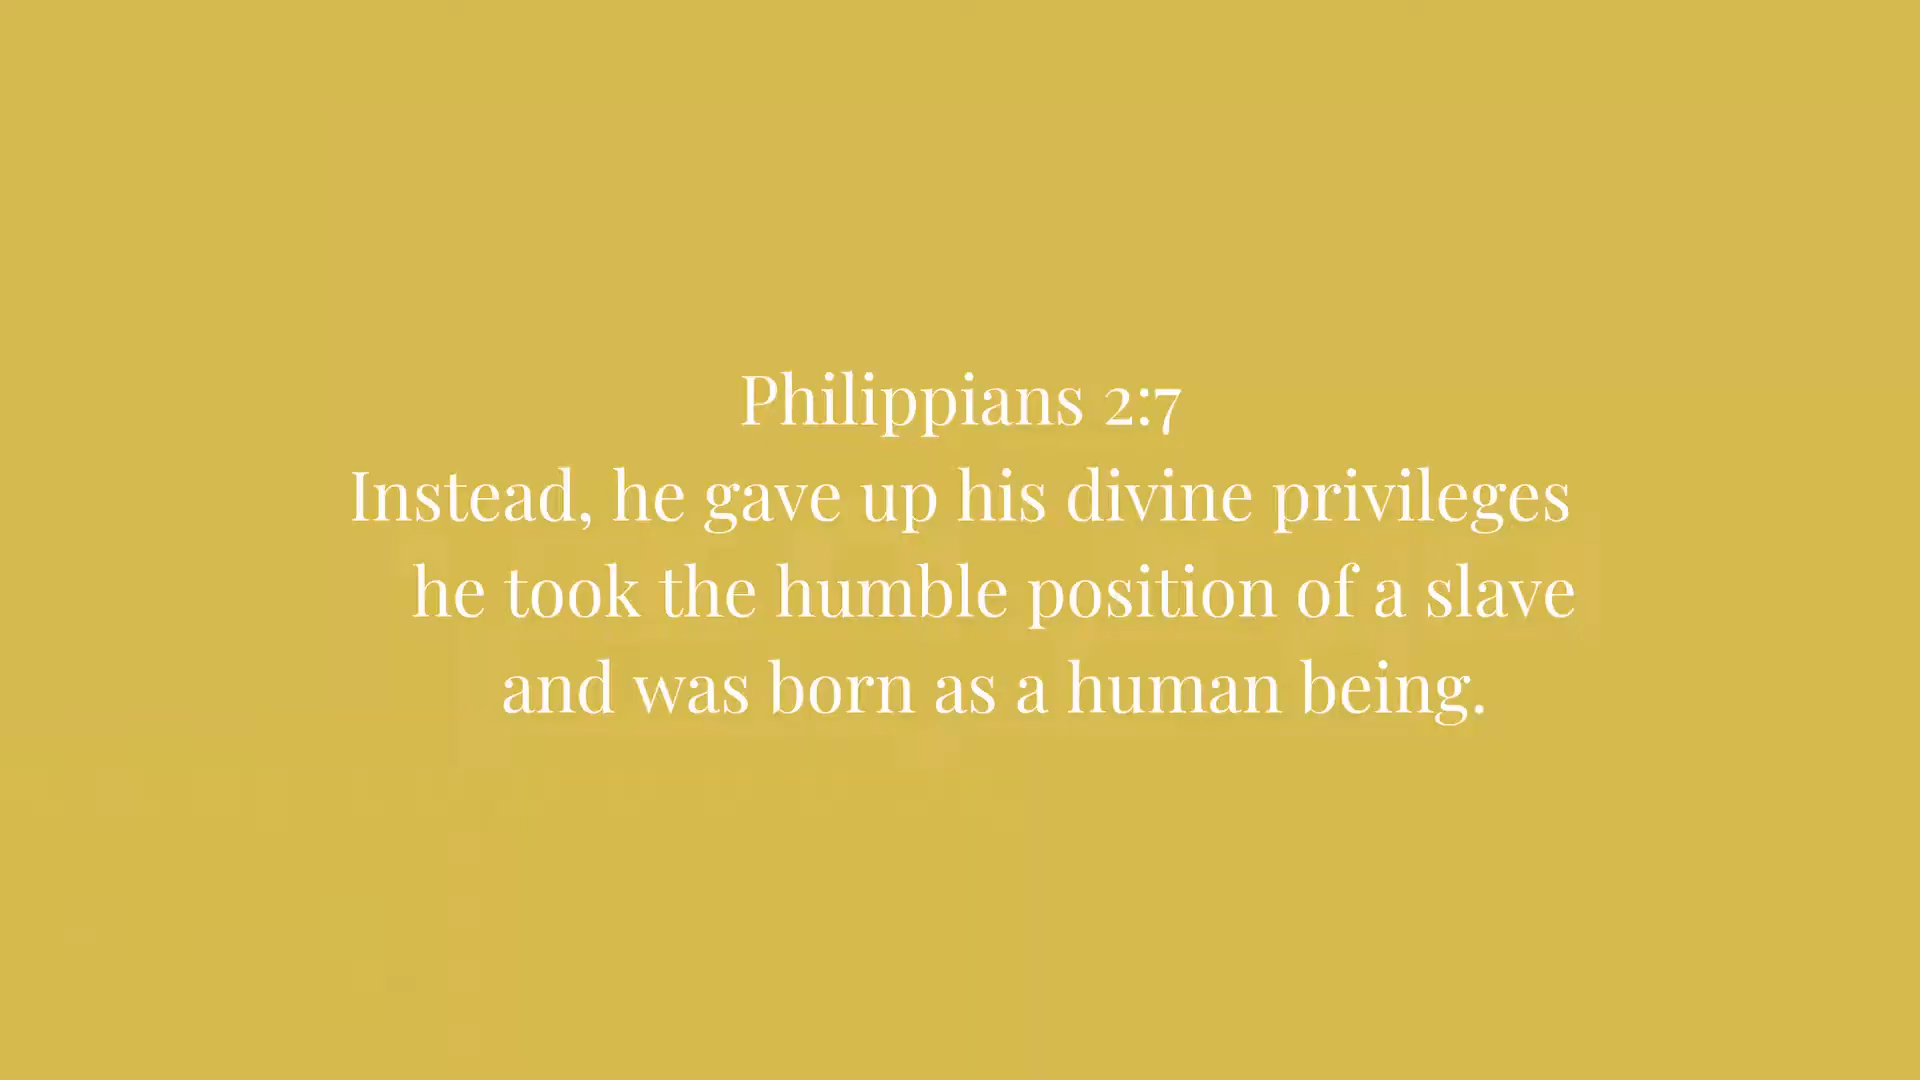 Philippians 2:7
Instead, he gave up his divine privileges
he took the humble position of a slave
and was born as a human being.